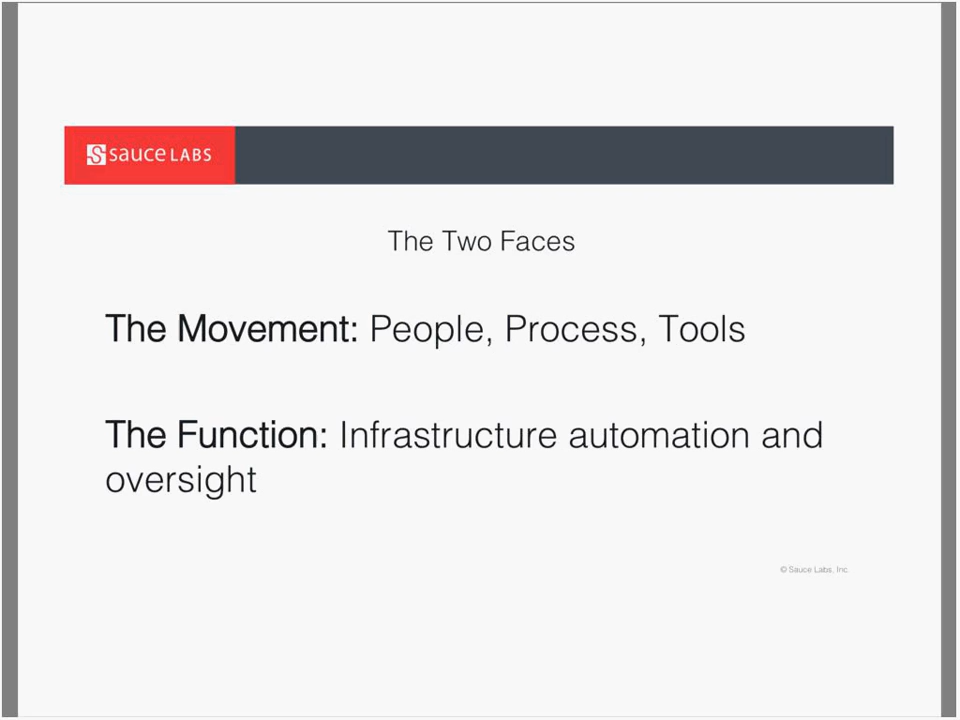 SAUCE LABS
The Two Faces
The Movement: People, Process, Tools
The Function: Infrastructure automation and
oversight
© Sauce Labs, Inc.